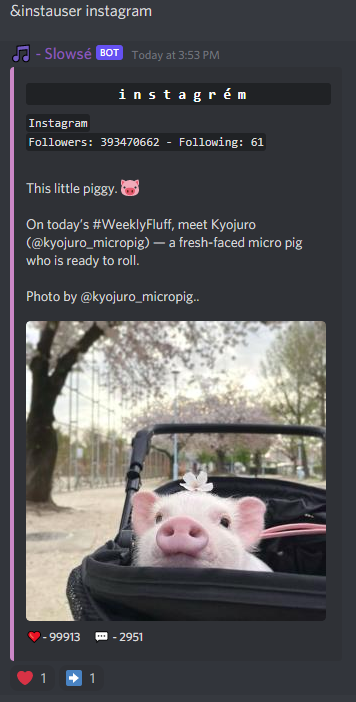 &instauser instagram
- Slowsé BOT Today at 3:53 PM
i n s t a g r é m
Instagram
Followers: 393470662 - Following: 61
This little piggy. 🐷
On today's #WeeklyFluff, meet Kyojuro
(@kyojuro_micropig) — a fresh-faced micro pig
who is ready to roll.
Photo by @kyojuro_micropig..
❤️- 99913 💬 - 2951
❤️ 1 ➡️ 1